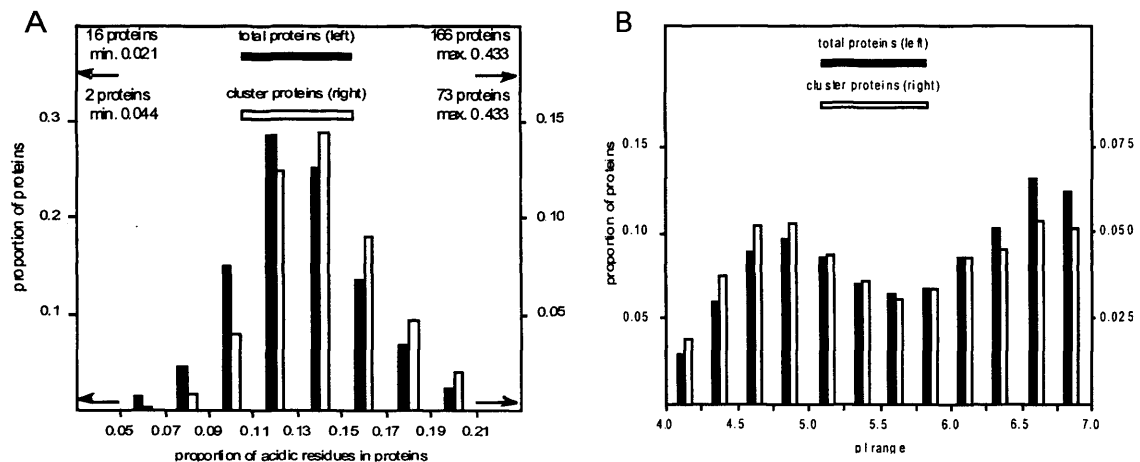 A
16 proteins
min. 0.021
total proteins (left)
166 proteins
max. 0.433
2 proteins
min. 0.044
cluster proteins (right)
73 proteins
max. 0.433
proportion of proteins
0.3
0.2
0.1
0.15
0.10
0.05
0.05
0.07
0.09
0.11
0.13
0.15
0.17
0.19
0.21
proportion of acidic residues in proteins
B
total proteins (left)
cluster proteins (right)
proportion of proteins
0.15
0.10
0.05
0.075
0.050
0.025
4.0
4.5
5.0
5.5
6.0
6.5
7.0
pI range